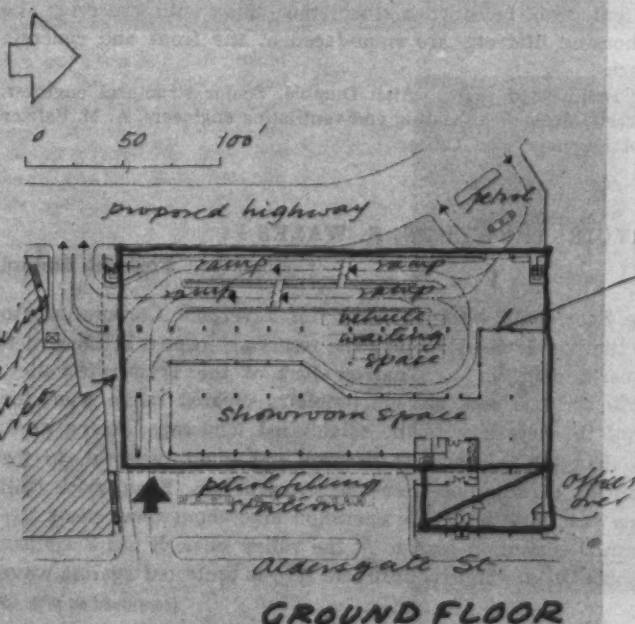 0 50 100'
proposed highway
petrol
ramp ramp
ramp ramp
vehicle
waiting
space
showroom space
petrol filling
station
offices
over
Aldersgate St.
GROUND FLOOR